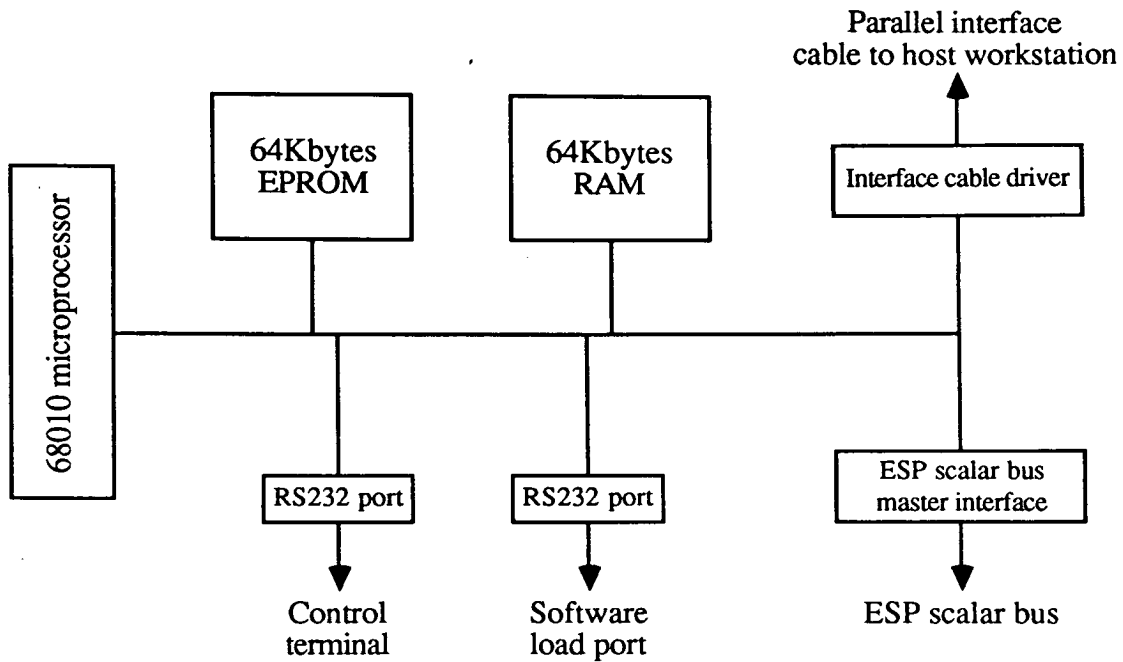 Parallel interface
cable to host workstation
64Kbytes
EPROM
64Kbytes
RAM
Interface cable driver
68010 microprocessor
RS232 port
RS232 port
ESP scalar bus
master interface
Control
terminal
Software
load port
ESP scalar bus